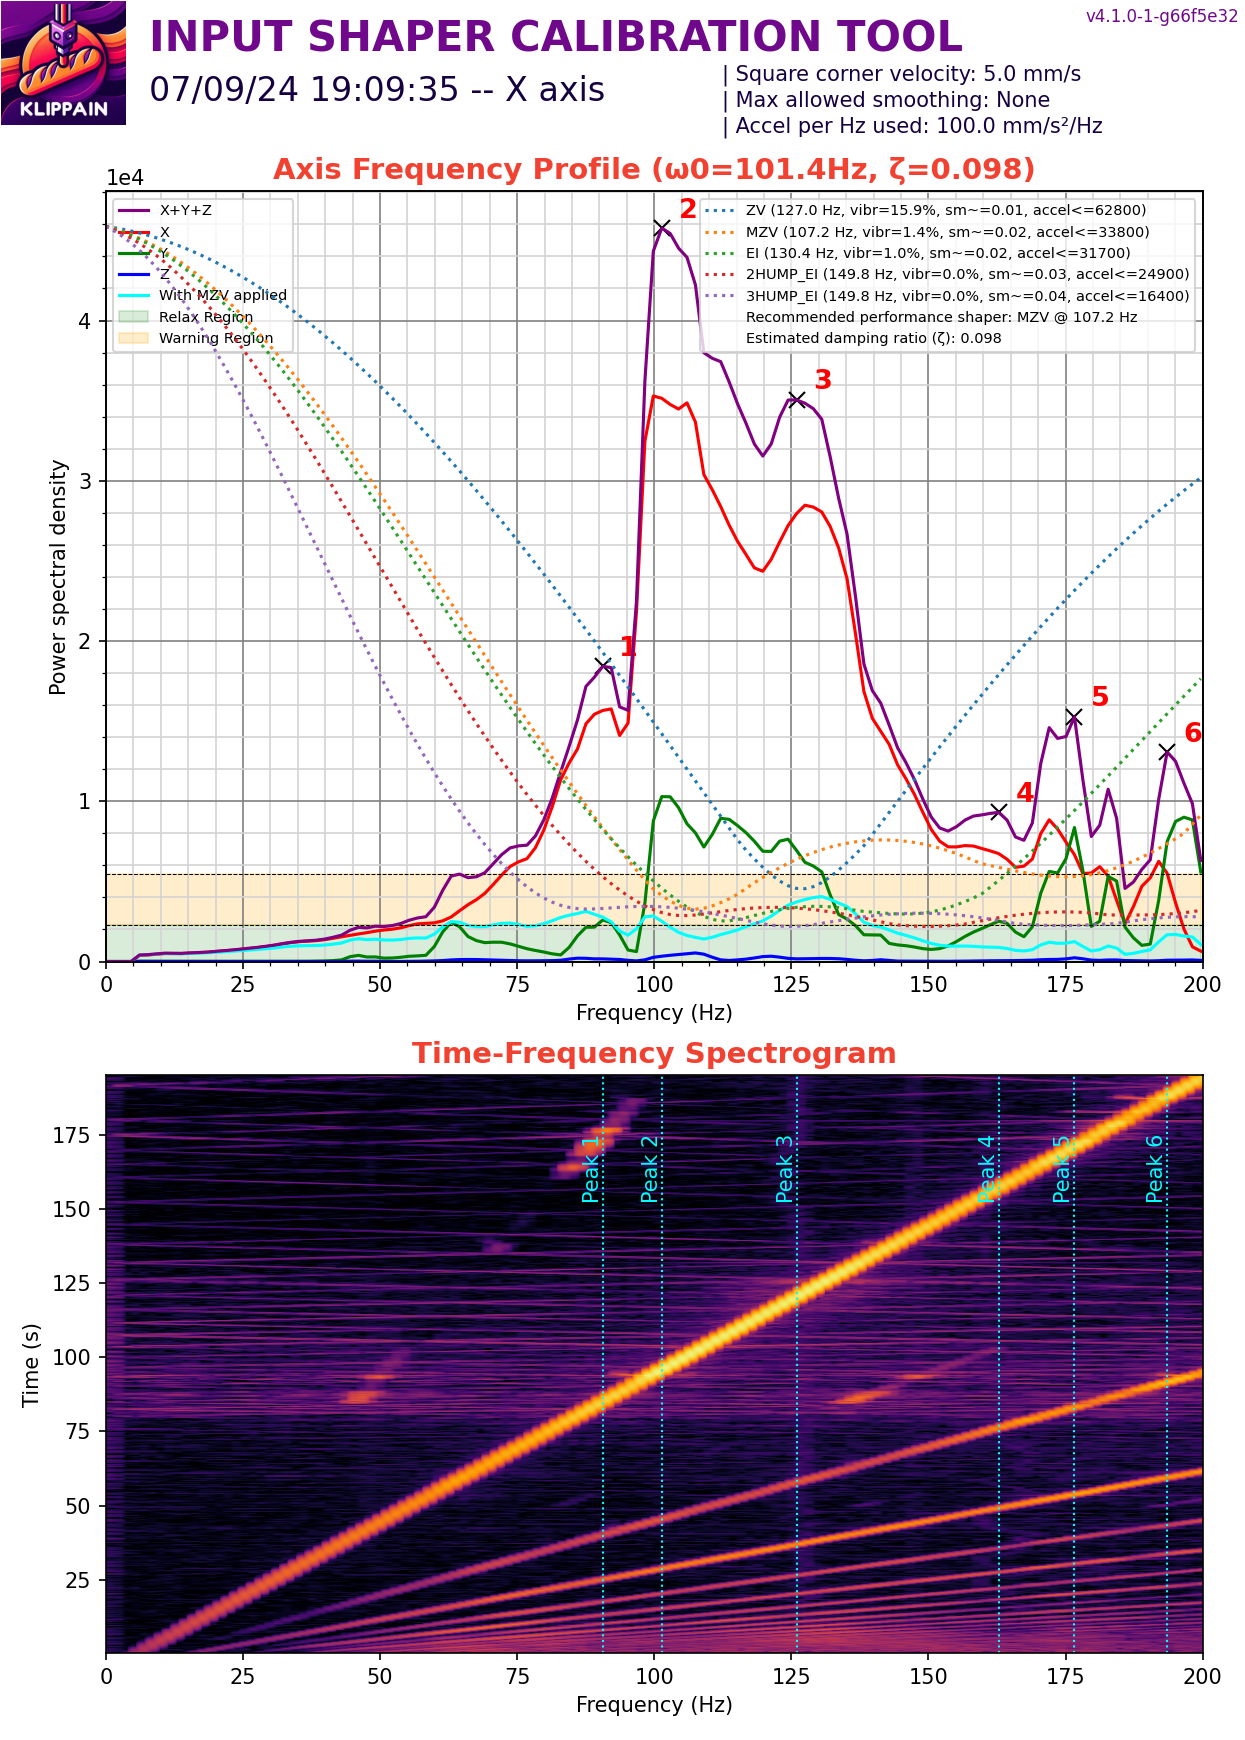 v4.1.0-1-g66f5e32
INPUT SHAPER CALIBRATION TOOL
07/09/24 19:09:35 -- X axis
| Square corner velocity: 5.0 mm/s
| Max allowed smoothing: None
| Accel per Hz used: 100.0 mm/s²/Hz
KLIPPAIN
Axis Frequency Profile (ω0=101.4Hz, ζ=0.098)
1e4
X+Y+Z
X
Y
Z
With MZV applied
Relax Region
Warning Region
ZV (127.0 Hz, vibr=15.9%, sm~=0.01, accel<=62800)
MZV (107.2 Hz, vibr=1.4%, sm~=0.02, accel<=33800)
EI (130.4 Hz, vibr=1.0%, sm~=0.02, accel<=31700)
2HUMP_EI (149.8 Hz, vibr=0.0%, sm~=0.03, accel<=24900)
3HUMP_EI (149.8 Hz, vibr=0.0%, sm~=0.04, accel<=16400)
Recommended performance shaper: MZV @ 107.2 Hz
Estimated damping ratio (ζ): 0.098
1
2
3
4
5
6
Power spectral density
4
3
2
1
0
0 25 50 75 100 125 150 175 200
Frequency (Hz)
Time-Frequency Spectrogram
Peak 1
Peak 2
Peak 3
Peak 4
Peak 5
Peak 6
Time (s)
175
150
125
100
75
50
25
0 25 50 75 100 125 150 175 200
Frequency (Hz)